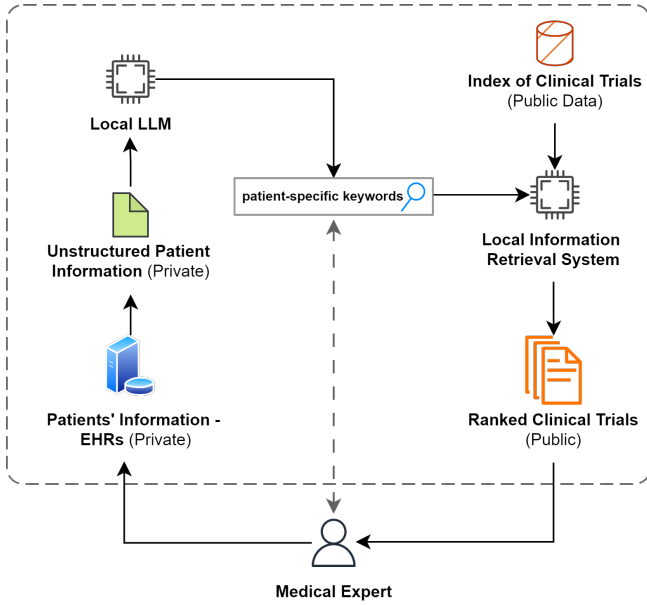 Local LLM
Unstructured Patient
Information (Private)
Patients' Information -
EHRs (Private)
patient-specific keywords
Index of Clinical Trials
(Public Data)
Local Information
Retrieval System
Ranked Clinical Trials
(Public)
Medical Expert